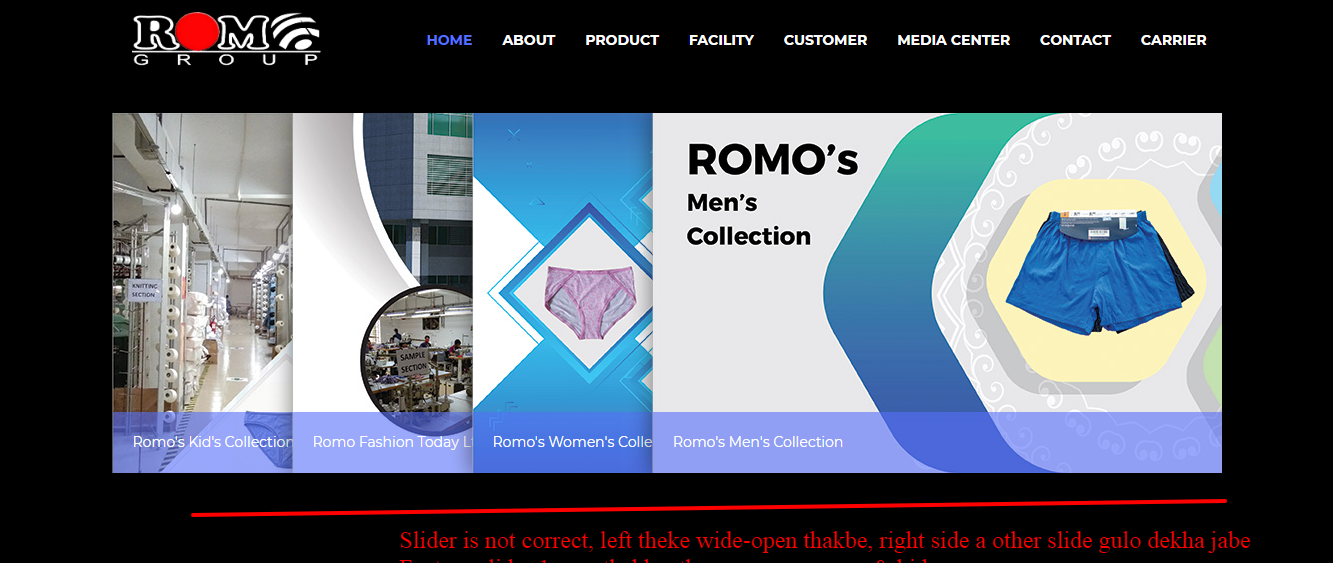 ROMO
GROUP
HOME ABOUT PRODUCT FACILITY CUSTOMER MEDIA CENTER CONTACT CARRIER
ROMO’s
Men’s
Collection
KNITTING
SECTION
SAMPLE
SECTION
Romo's Kid's Collection
Romo Fashion Today L
Romo's Women's Colle
Romo's Men's Collection
Slider is not correct, left theke wide-open thakbe, right side a other slide gulo dekha jabe